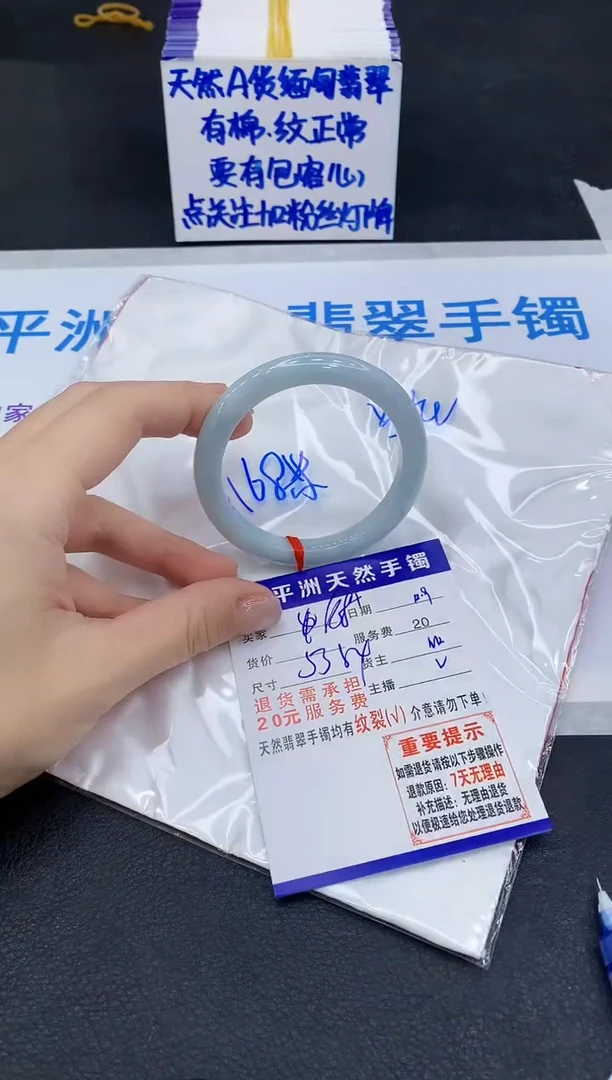 天然A货缅甸翡翠
有棉.纹正常
要有包容心
点关注加粉丝灯牌
平洲
翡翠手镯
家
168
平洲天然手镯
买家
日期
服务费 20
货价
货主
尺寸
主播
退货需承担
20元服务费
天然翡翠手镯均有纹裂(√)介意请勿下单!
重要提示
如需退货请按以下步骤操作
退款原因：7天无理由
补充描述：无理由退货
以便极速给您处理退货退款